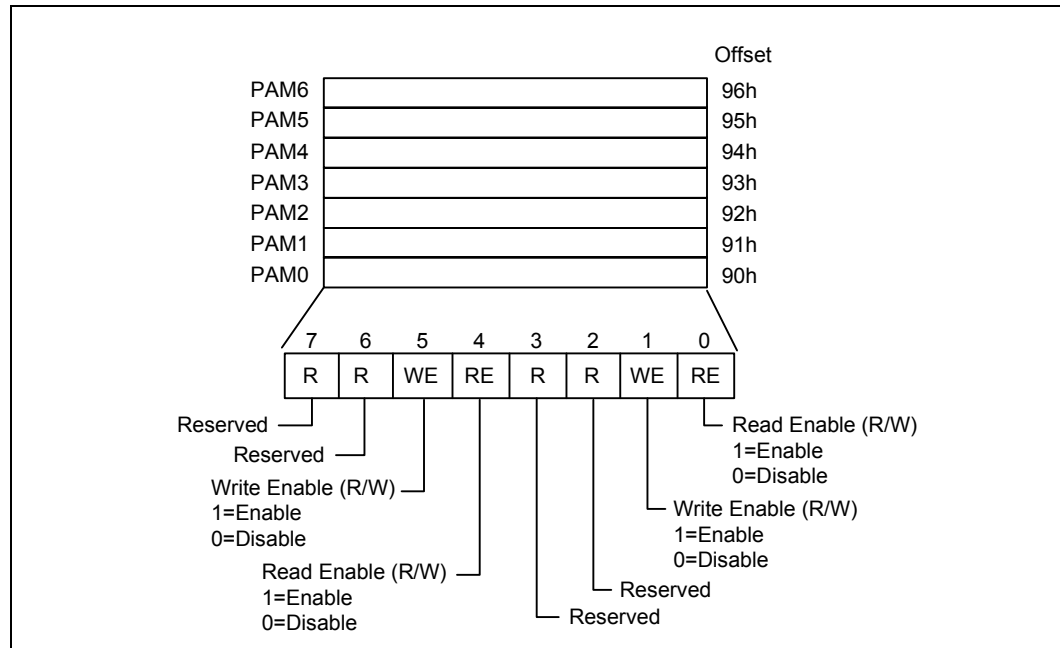 Offset
PAM6 96h
PAM5 95h
PAM4 94h
PAM3 93h
PAM2 92h
PAM1 91h
PAM0 90h
7 6 5 4 3 2 1 0
R R WE RE R R WE RE
Reserved
Reserved
Write Enable (R/W)
1=Enable
0=Disable
Read Enable (R/W)
1=Enable
0=Disable
Reserved
Reserved
Write Enable (R/W)
1=Enable
0=Disable
Read Enable (R/W)
1=Enable
0=Disable